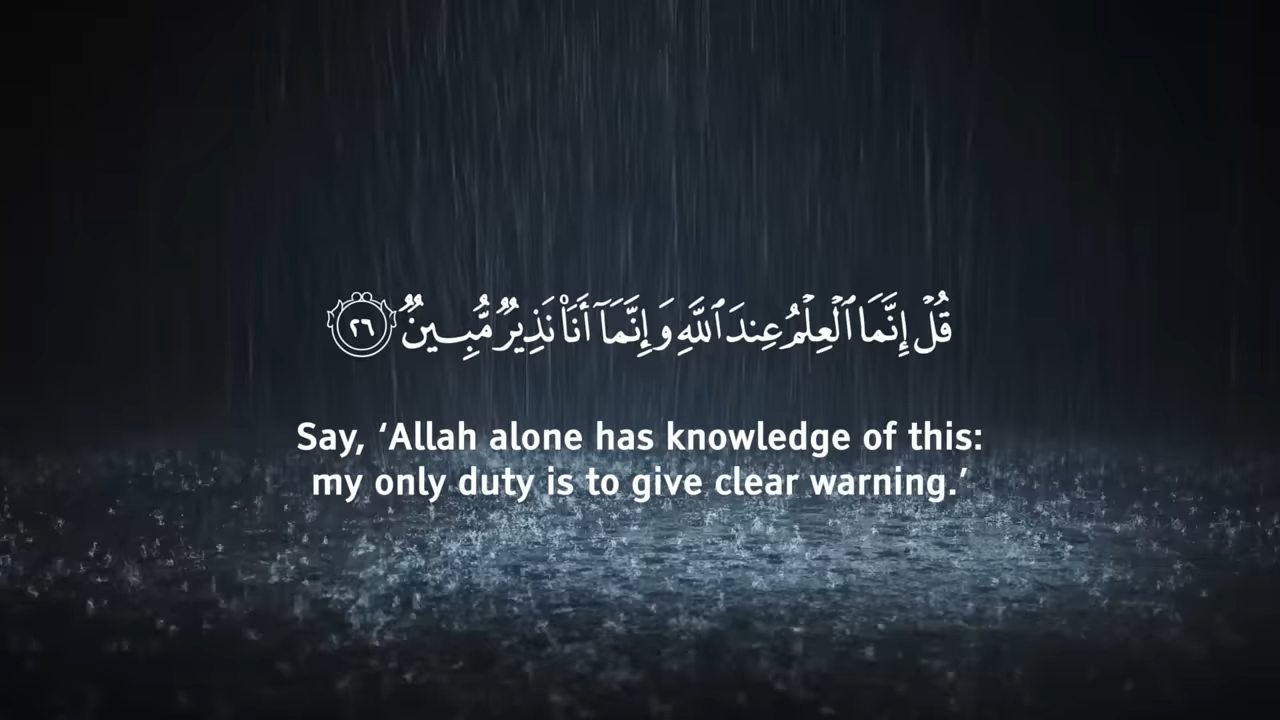 قُلْ إِنَّمَا ٱلْعِلْمُ عِندَ ٱللَّهِ وَإِنَّمَآ أَنَا۠ نَذِيرٌ مُّبِينٌ ٢٦
Say, ‘Allah alone has knowledge of this:
my only duty is to give clear warning.’